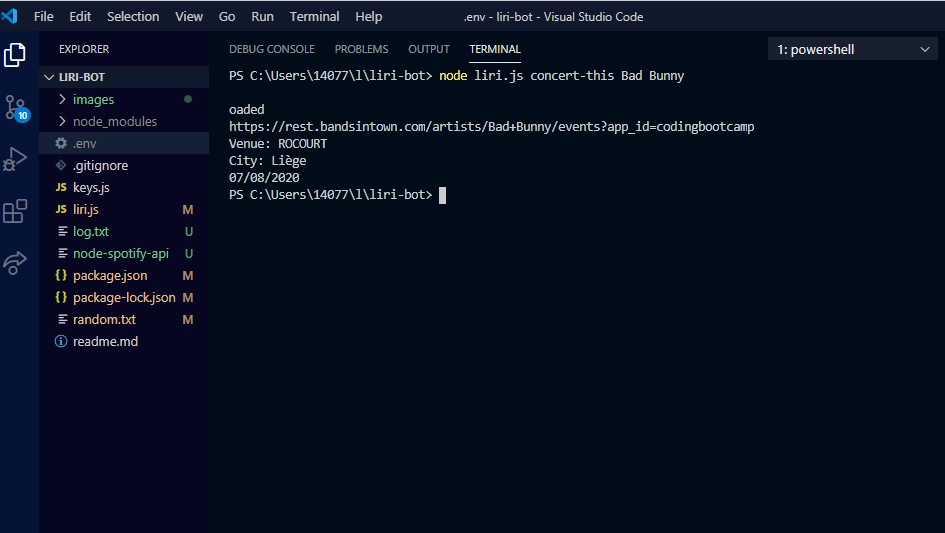 File Edit Selection View Go Run Terminal Help .env - liri-bot - Visual Studio Code
EXPLORER
LIRI-BOT
images
node_modules
.env
.gitignore
JS keys.js
JS liri.js M
log.txt U
node-spotify-api U
{} package.json M
{} package-lock.json M
random.txt M
readme.md
10
DEBUG CONSOLE PROBLEMS OUTPUT TERMINAL 1: powershell
PS C:\Users\14077\l\liri-bot> node liri.js concert-this Bad Bunny
oaded
https://rest.bandsintown.com/artists/Bad+Bunny/events?app_id=codingbootcamp
Venue: ROCOURT
City: Liège
07/08/2020
PS C:\Users\14077\l\liri-bot>